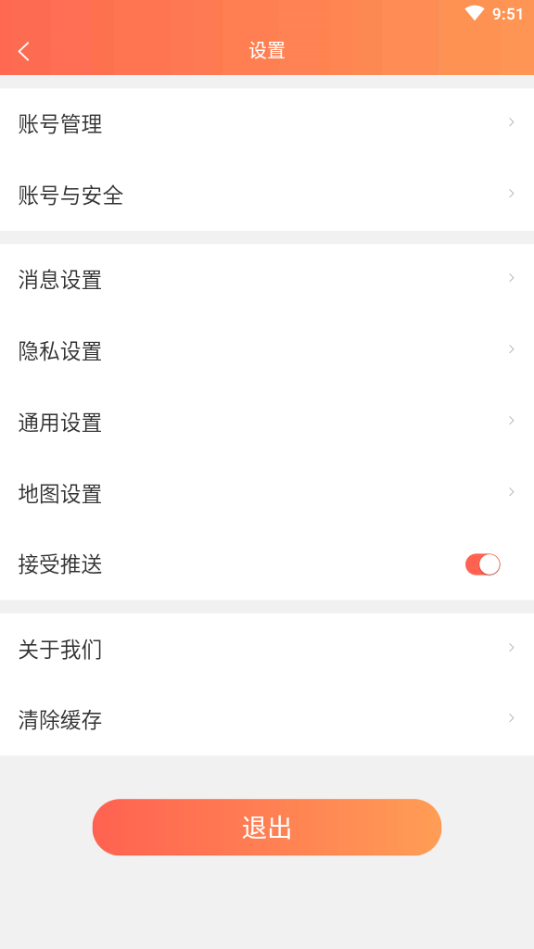 9:51
设置
账号管理
账号与安全
消息设置
隐私设置
通用设置
地图设置
接受推送
关于我们
清除缓存
退出